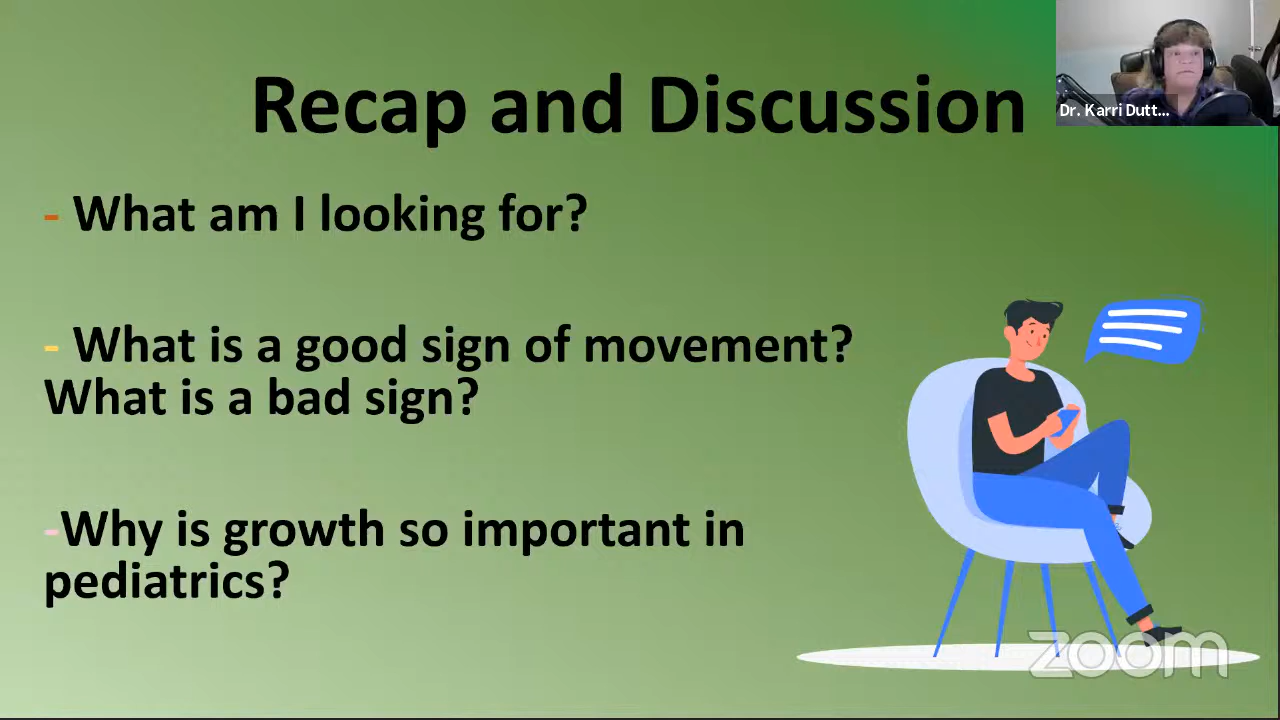 Recap and Discussion
Dr. Karri Dutt...
- What am I looking for?
- What is a good sign of movement?
What is a bad sign?
-Why is growth so important in
pediatrics?
zoom